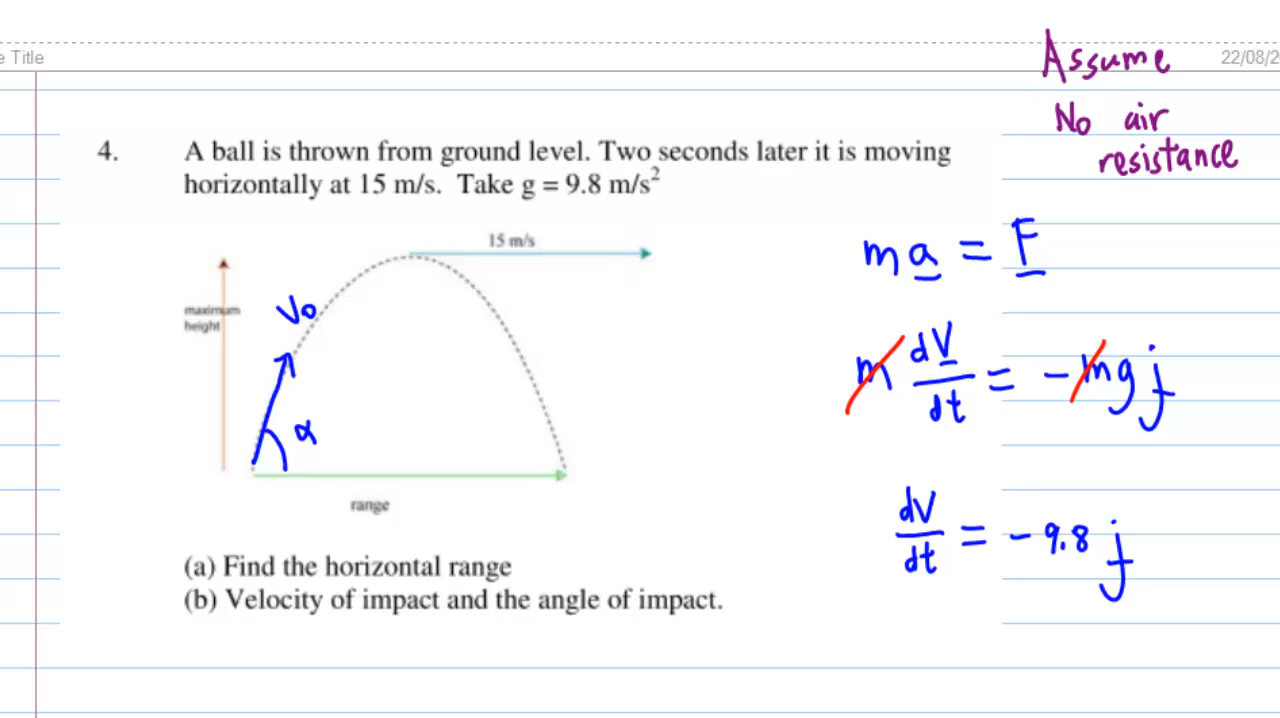 e Title
22/08/2
Assume
No air
resistance
4. A ball is thrown from ground level. Two seconds later it is moving
horizontally at 15 m/s. Take g = 9.8 m/s²
15 m/s
maximum
height
V₀
α
range
ma = F
m dV/dt = -mg j
dV/dt = -9.8 j
(a) Find the horizontal range
(b) Velocity of impact and the angle of impact.